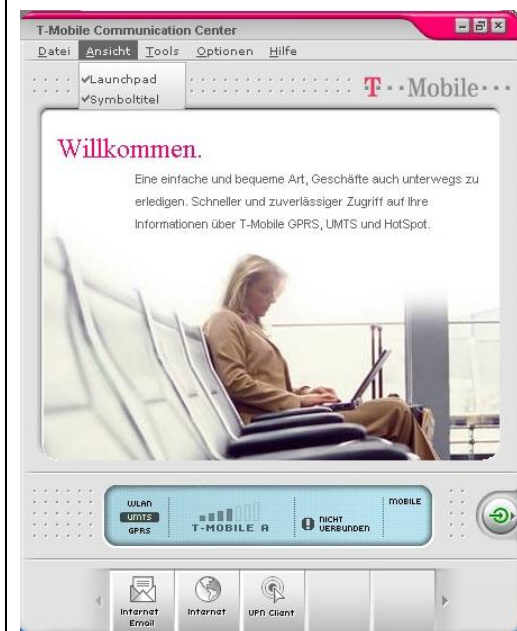 T-Mobile Communication Center
Datei Ansicht Tools Optionen Hilfe
✔Launchpad
✔Symboltitel
T··Mobile···
Willkommen.
Eine einfache und bequeme Art, Geschäfte auch unterwegs zu
erledigen. Schneller und zuverlässiger Zugriff auf Ihre
Informationen über T-Mobile GPRS, UMTS und HotSpot.
WLAN
UMTS
GPRS
T-MOBILE A
NICHT
VERBUNDEN
MOBILE
Internet
Email
Internet
VPN Client